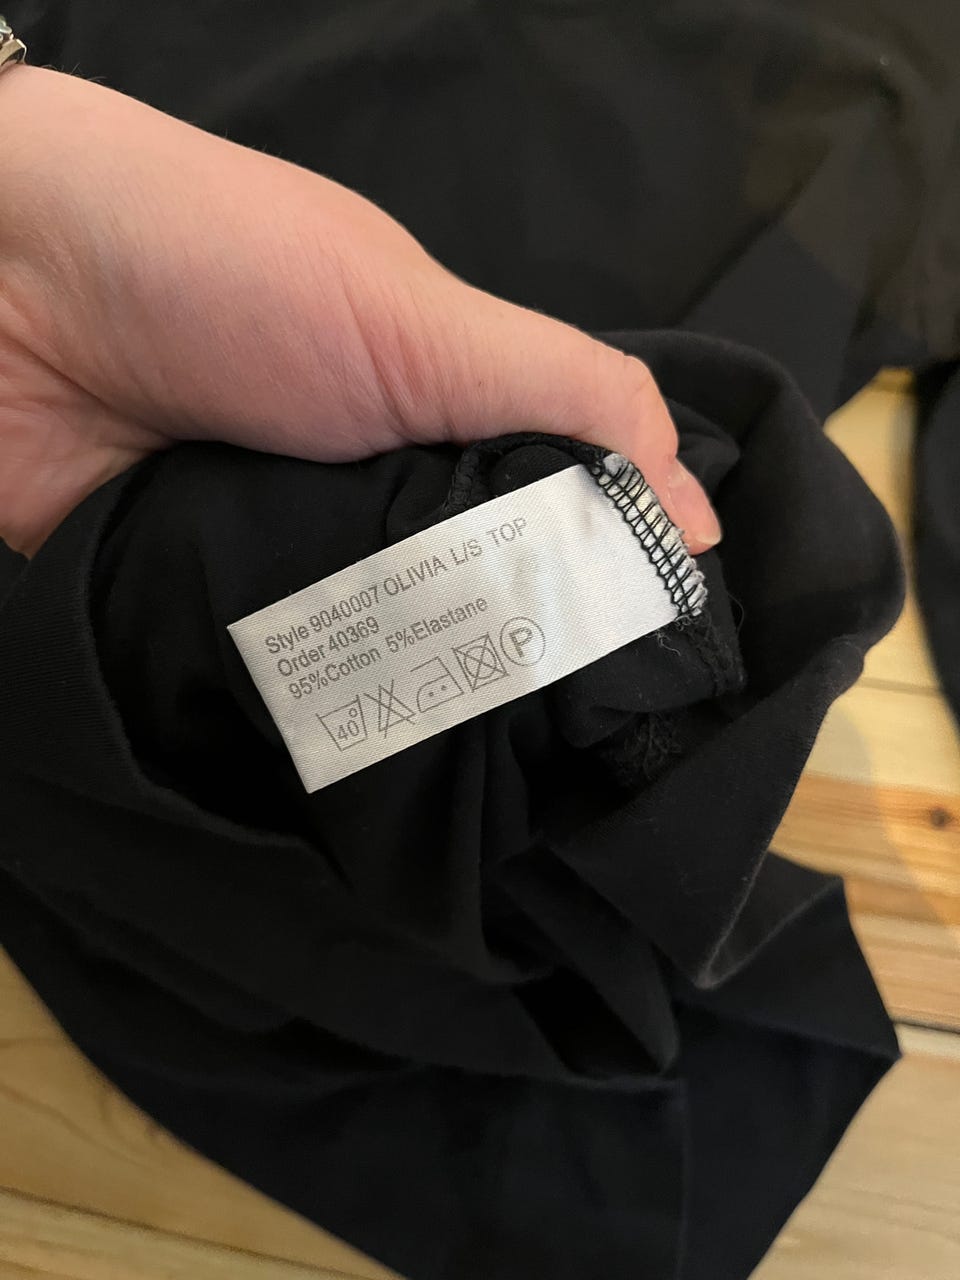 Style 9040007 OLIVIA L/S TOP
Order 40369
95%Cotton 5%Elastane
40° P